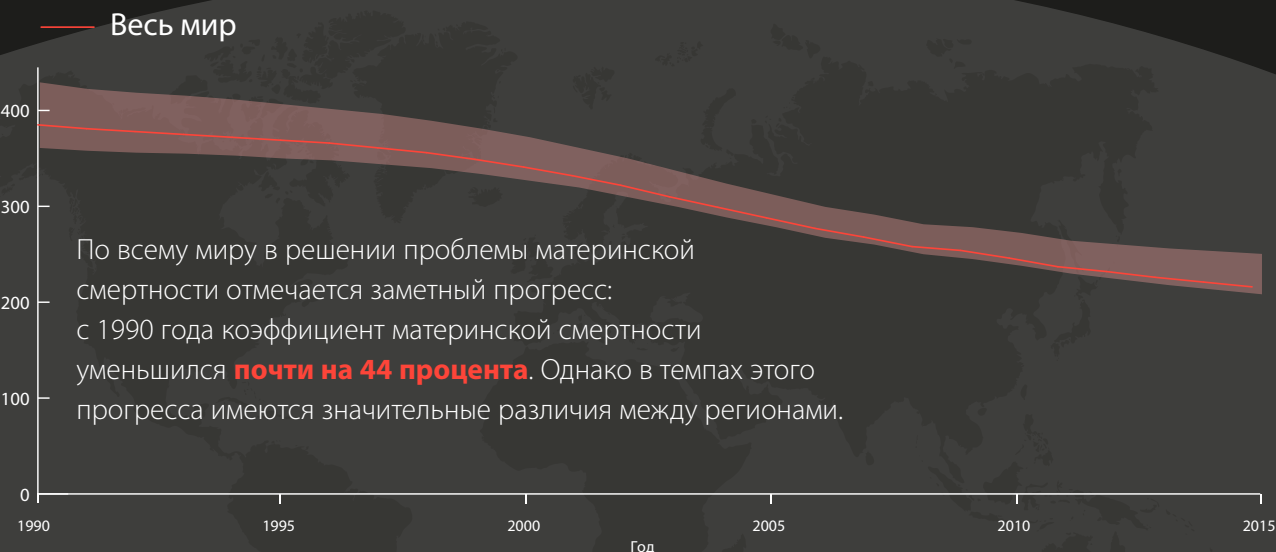 Весь мир
400
300
По всему миру в решении проблемы материнской
смертности отмечается заметный прогресс:
200
с 1990 года коэффициент материнской смертности
уменьшился почти на 44 процента. Однако в темпах этого
100
прогресса имеются значительные различия между регионами.
0
1990 1995 2000 2005 2010 2015
Год